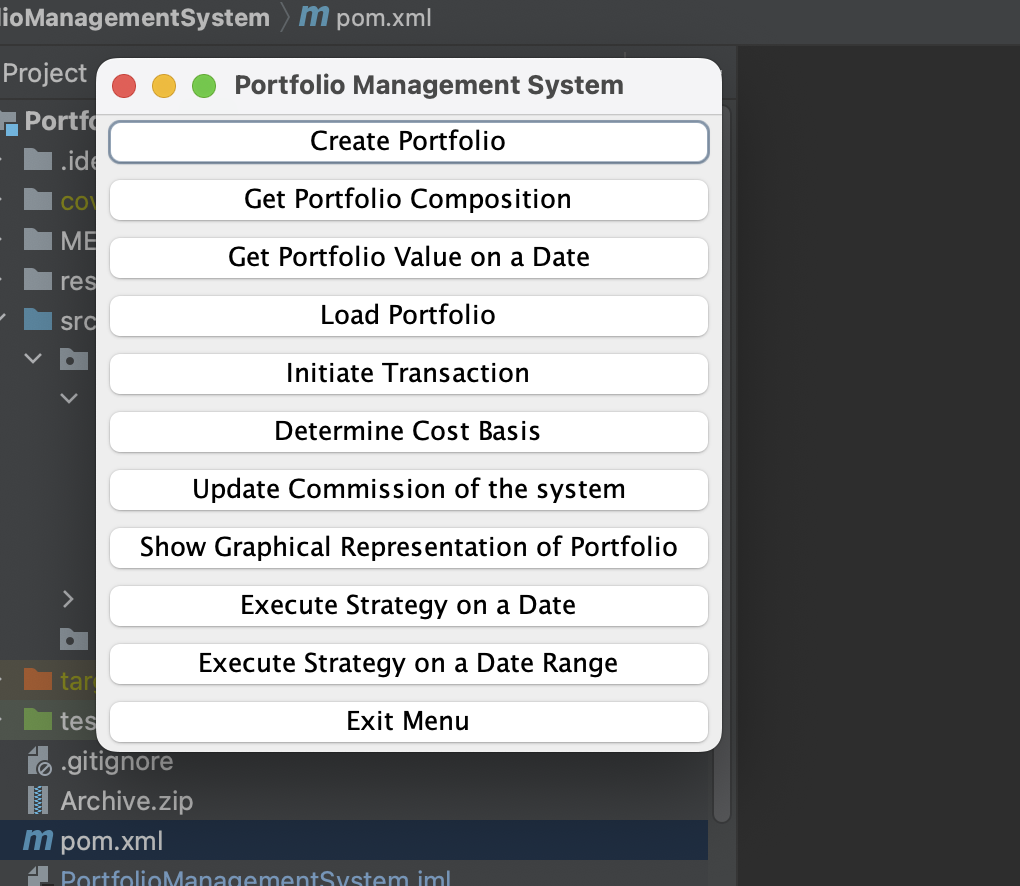 lioManagementSystem m pom.xml
Project
Portfolio Management System
Portfo
Create Portfolio
.ide
Get Portfolio Composition
cov
ME
Get Portfolio Value on a Date
res
Load Portfolio
src
Initiate Transaction
Determine Cost Basis
Update Commission of the system
Show Graphical Representation of Portfolio
Execute Strategy on a Date
Execute Strategy on a Date Range
targ
tes
Exit Menu
.gitignore
Archive.zip
m pom.xml
PortfolioManagementSystem.iml